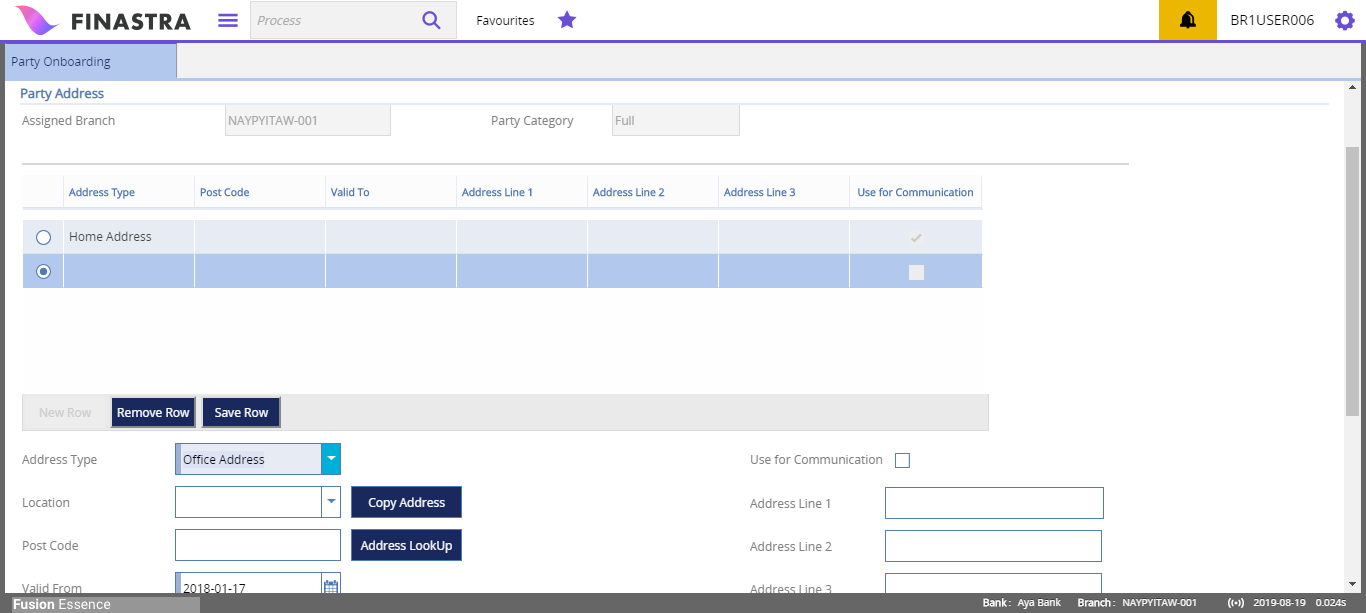 FINASTRA Process Favourites BR1USER006
Party Onboarding
Party Address
Assigned Branch NAYPYITAW-001 Party Category Full
Address Type Post Code Valid To Address Line 1 Address Line 2 Address Line 3 Use for Communication
Home Address
New Row Remove Row Save Row
Address Type Office Address Use for Communication
Location Copy Address Address Line 1
Post Code Address LookUp Address Line 2
Valid From 2018-01-17 Address Line 3
Fusion Essence Bank : Aya Bank Branch : NAYPYITAW-001 2019-08-19 0.024s